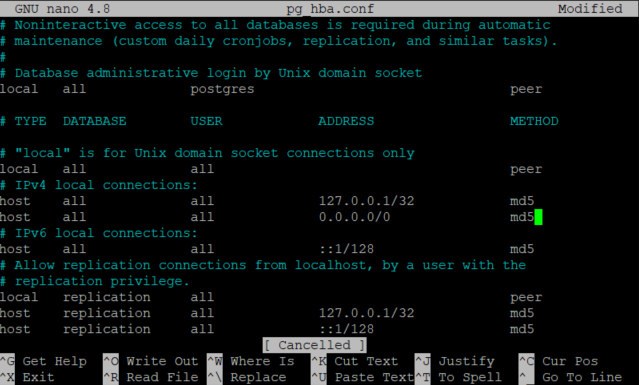 GNU nano 4.8 pg_hba.conf Modified
# Noninteractive access to all databases is required during automatic
# maintenance (custom daily cronjobs, replication, and similar tasks).
#
# Database administrative login by Unix domain socket
local all postgres peer
# TYPE DATABASE USER ADDRESS METHOD
# "local" is for Unix domain socket connections only
local all all peer
# IPv4 local connections:
host all all 127.0.0.1/32 md5
host all all 0.0.0.0/0 md5
# IPv6 local connections:
host all all ::1/128 md5
# Allow replication connections from localhost, by a user with the
# replication privilege.
local replication all peer
host replication all 127.0.0.1/32 md5
host replication all ::1/128 md5
[ Cancelled ]
^G Get Help ^O Write Out ^W Where Is ^K Cut Text ^J Justify ^C Cur Pos
^X Exit ^R Read File ^\ Replace ^U Paste Text ^T To Spell ^_ Go To Line